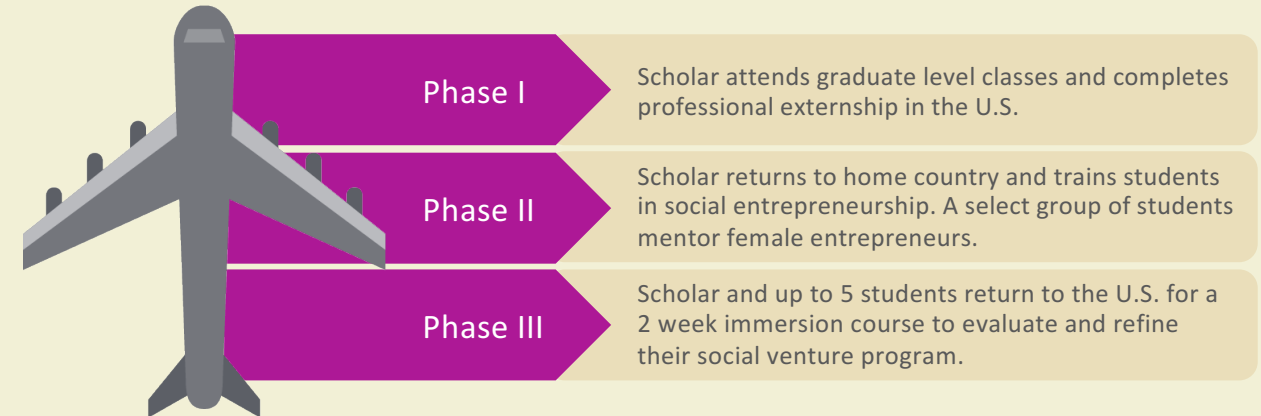 Phase I
Scholar attends graduate level classes and completes
professional externship in the U.S.
Phase II
Scholar returns to home country and trains students
in social entrepreneurship. A select group of students
mentor female entrepreneurs.
Phase III
Scholar and up to 5 students return to the U.S. for a
2 week immersion course to evaluate and refine
their social venture program.